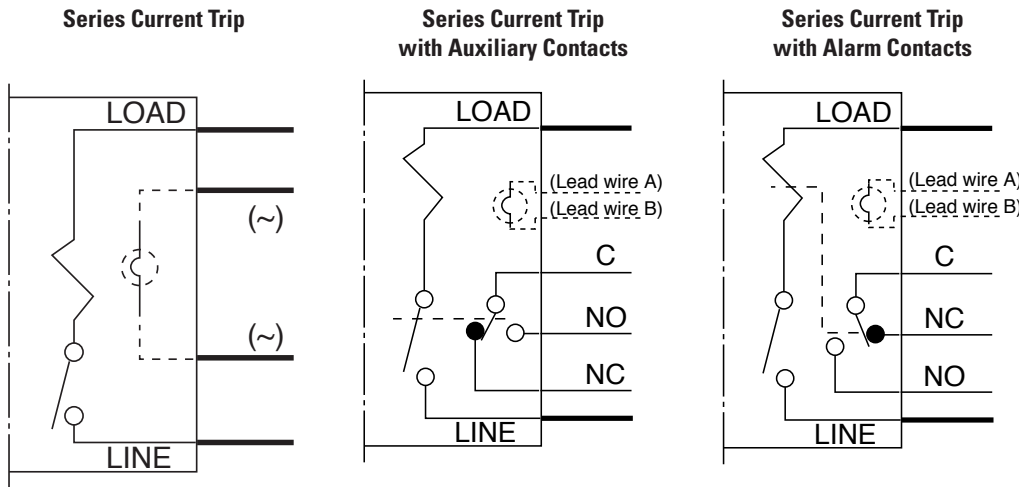 Series Current Trip
LOAD
(~)
(~)
LINE
Series Current Trip
with Auxiliary Contacts
LOAD
(Lead wire A)
(Lead wire B)
C
NO
NC
LINE
Series Current Trip
with Alarm Contacts
LOAD
(Lead wire A)
(Lead wire B)
C
NC
NO
LINE